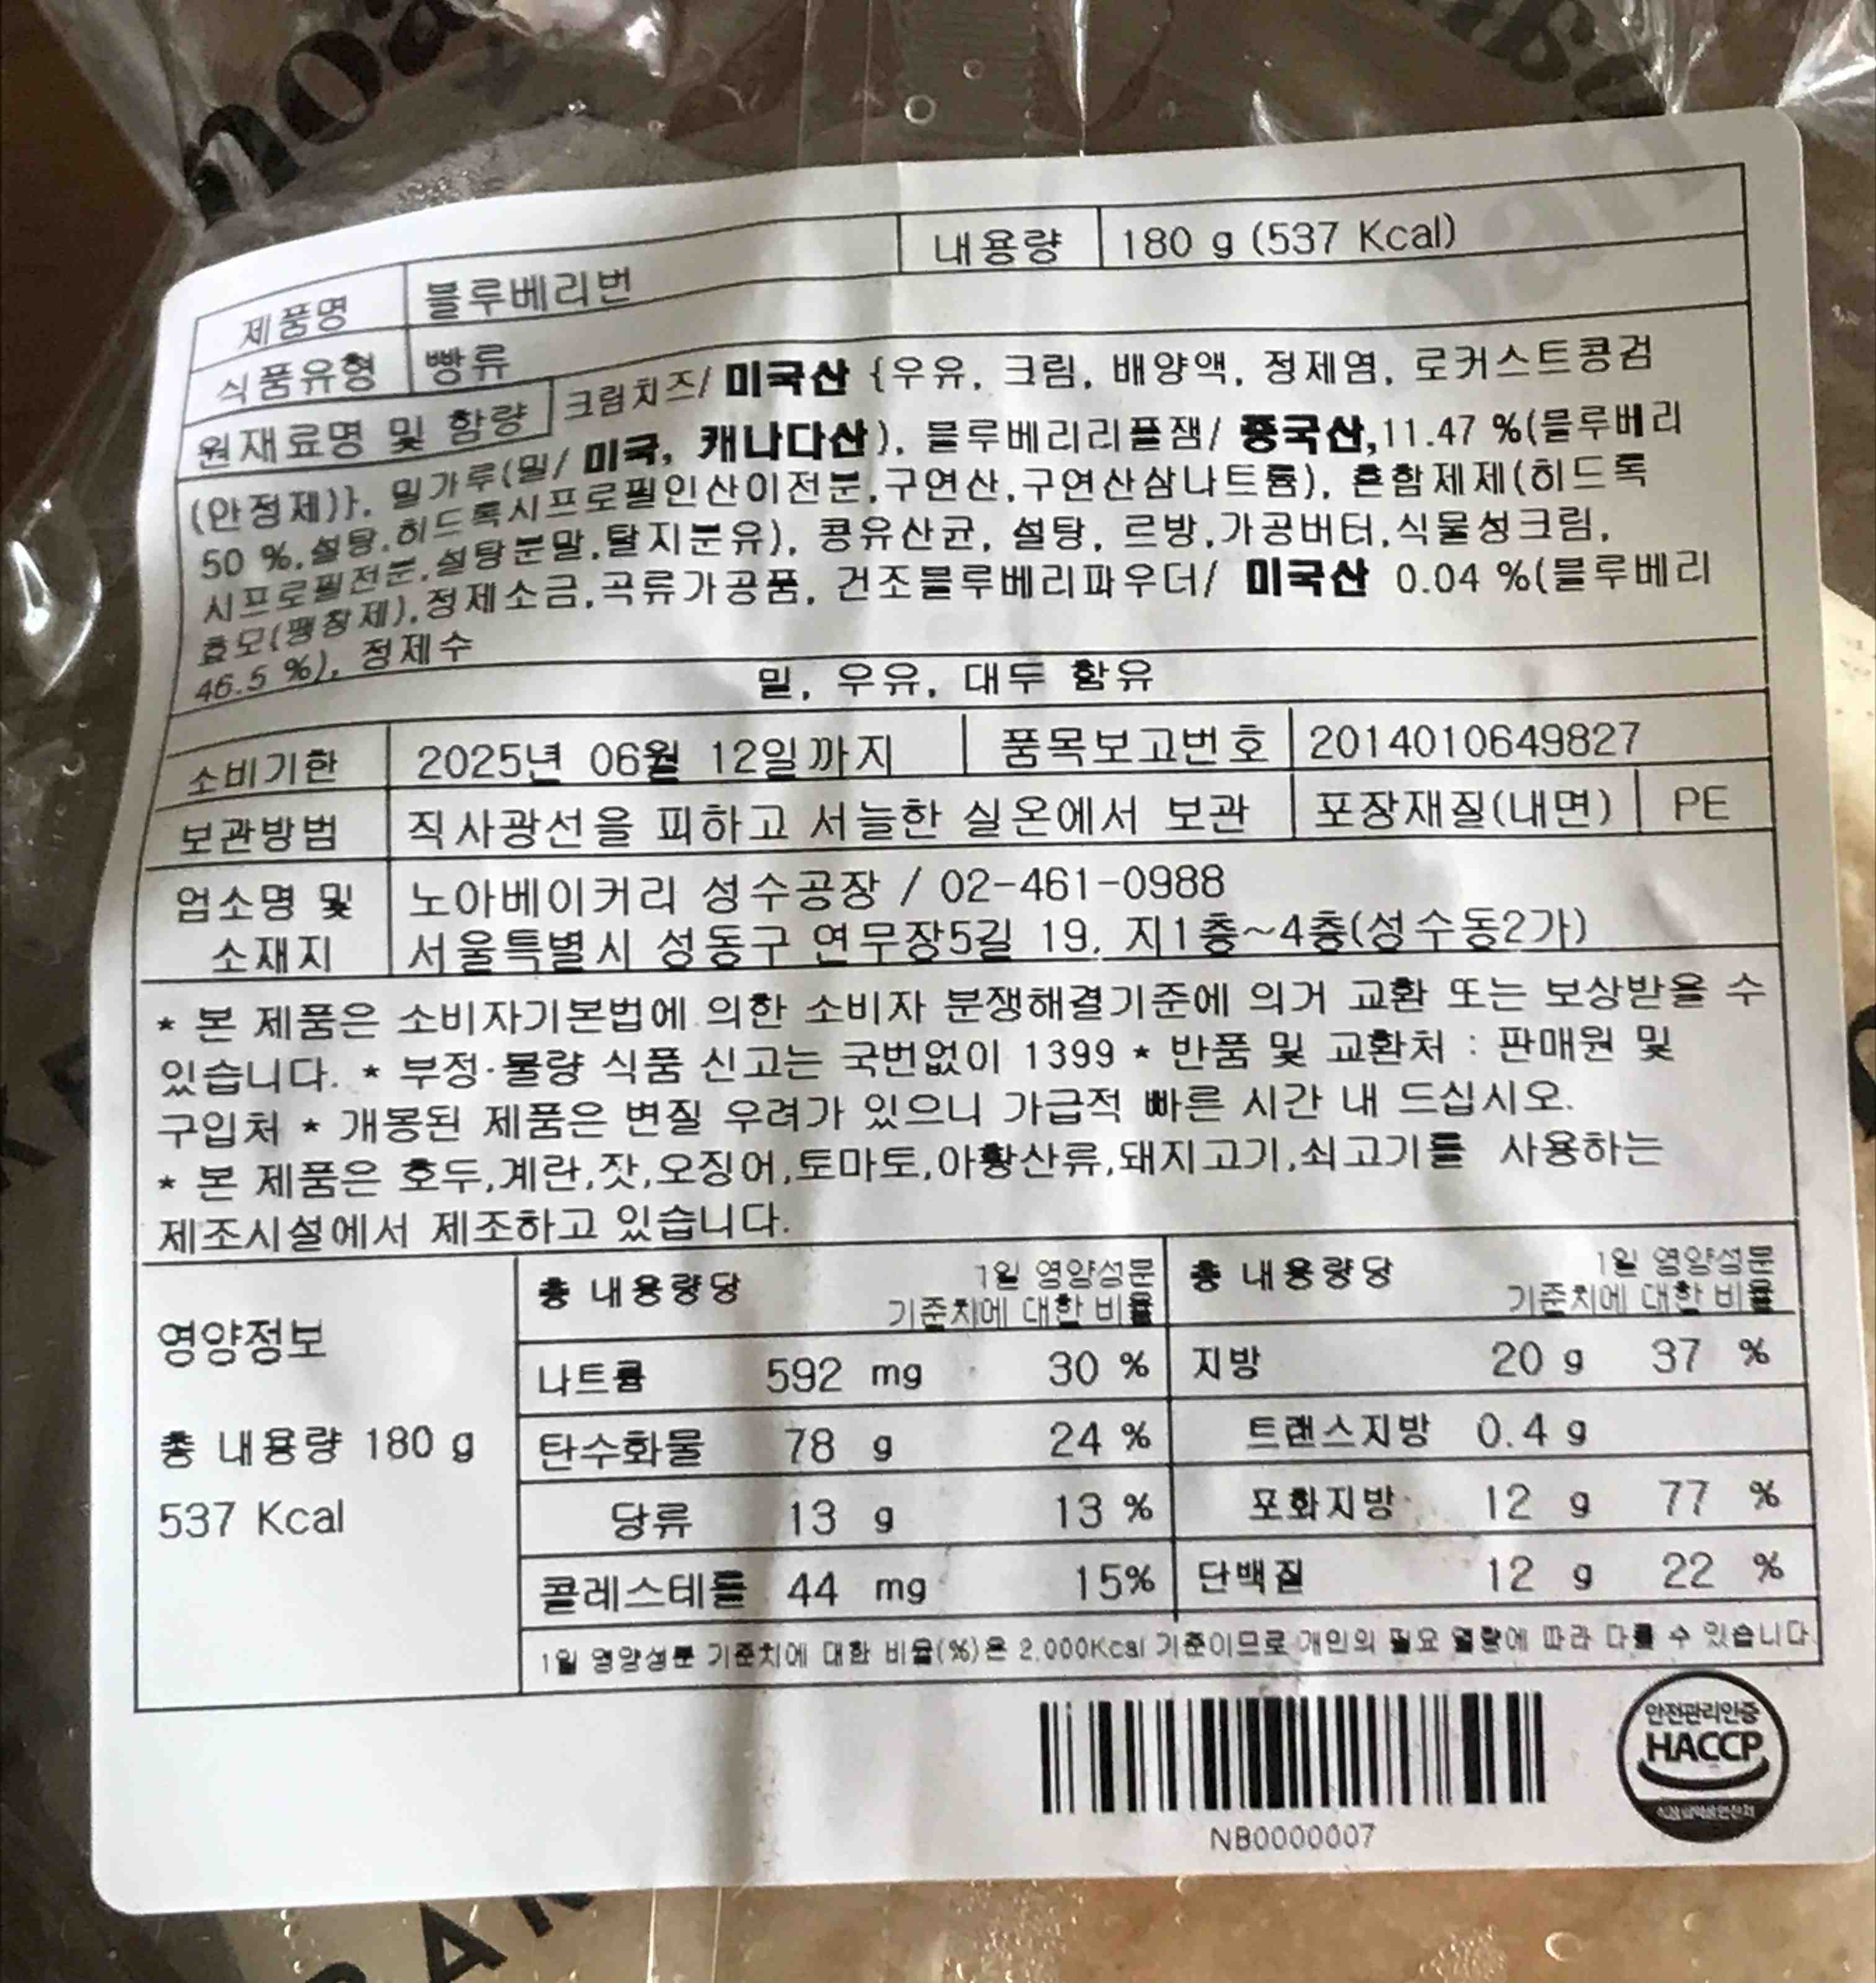 noah
제품명 블루베리번 내용량 180 g (537 Kcal)
식품유형 빵류
원재료명 및 함량 크림치즈/ 미국산 {우유, 크림, 배양액, 정제염, 로커스트콩검
(안정제)}, 밀가루(밀/ 미국, 캐나다산), 블루베리리플잼/ 중국산,11.47 %(블루베리
50 %,설탕,히드록시프로필인산이전분,구연산,구연산삼나트륨), 혼합제제(히드록
시프로필전분,설탕분말,탈지분유), 콩유산균, 설탕, 르방,가공버터,식물성크림,
효모(팽창제),정제소금,곡류가공품, 건조블루베리파우더/ 미국산 0.04 %(블루베리
46.5 %), 정제수
밀, 우유, 대두 함유
소비기한 2025년 06월 12일까지 품목보고번호 2014010649827
보관방법 직사광선을 피하고 서늘한 실온에서 보관 포장재질(내면) PE
업소명 및 노아베이커리 성수공장 / 02-461-0988
소재지 서울특별시 성동구 연무장5길 19, 지1층~4층(성수동2가)
* 본 제품은 소비자기본법에 의한 소비자 분쟁해결기준에 의거 교환 또는 보상받을 수
있습니다. * 부정·불량 식품 신고는 국번없이 1399 * 반품 및 교환처 : 판매원 및
구입처 * 개봉된 제품은 변질 우려가 있으니 가급적 빠른 시간 내 드십시오.
* 본 제품은 호두,계란,잣,오징어,토마토,아황산류,돼지고기,쇠고기를 사용하는
제조시설에서 제조하고 있습니다.
영양정보
총 내용량 180 g
537 Kcal
총 내용량당 1일 영양성분 기준치에 대한 비율 총 내용량당 1일 영양성분 기준치에 대한 비율
나트륨 592 mg 30 % 지방 20 g 37 %
탄수화물 78 g 24 % 트랜스지방 0.4 g
당류 13 g 13 % 포화지방 12 g 77 %
콜레스테롤 44 mg 15% 단백질 12 g 22 %
1일 영양성분 기준치에 대한 비율(%)은 2,000Kcal 기준이므로 개인의 필요 열량에 따라 다를 수 있습니다.
NB0000007
안전관리인증
HACCP
식품의약품안전처